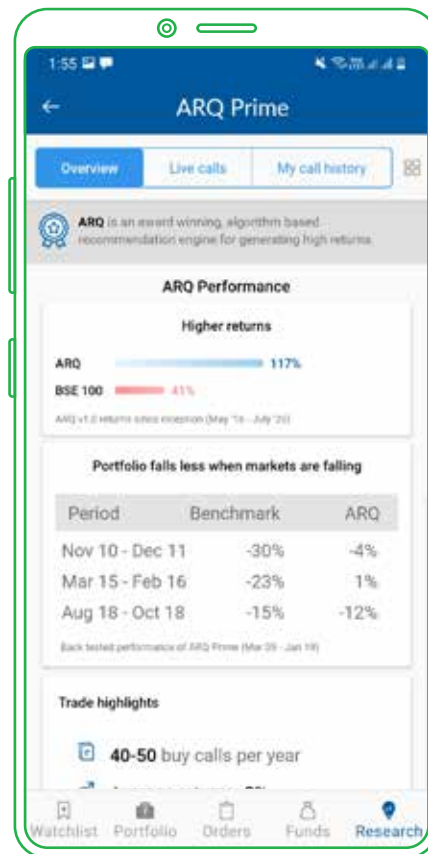 1:55
ARQ Prime
Overview
Live calls
My call history
ARQ is an award winning, algorithm based
recommendation engine for generating high returns.
ARQ Performance
Higher returns
ARQ 117%
BSE 100 41%
ARQ v1.0 returns since inception (May '16 - July '20)
Portfolio falls less when markets are falling
Period Benchmark ARQ
Nov 10 - Dec 11 -30% -4%
Mar 15 - Feb 16 -23% 1%
Aug 18 - Oct 18 -15% -12%
Back tested performance of ARQ Prime (Mar 09 - Jan 19)
Trade highlights
40-50 buy calls per year
Watchlist Portfolio Orders Funds Research